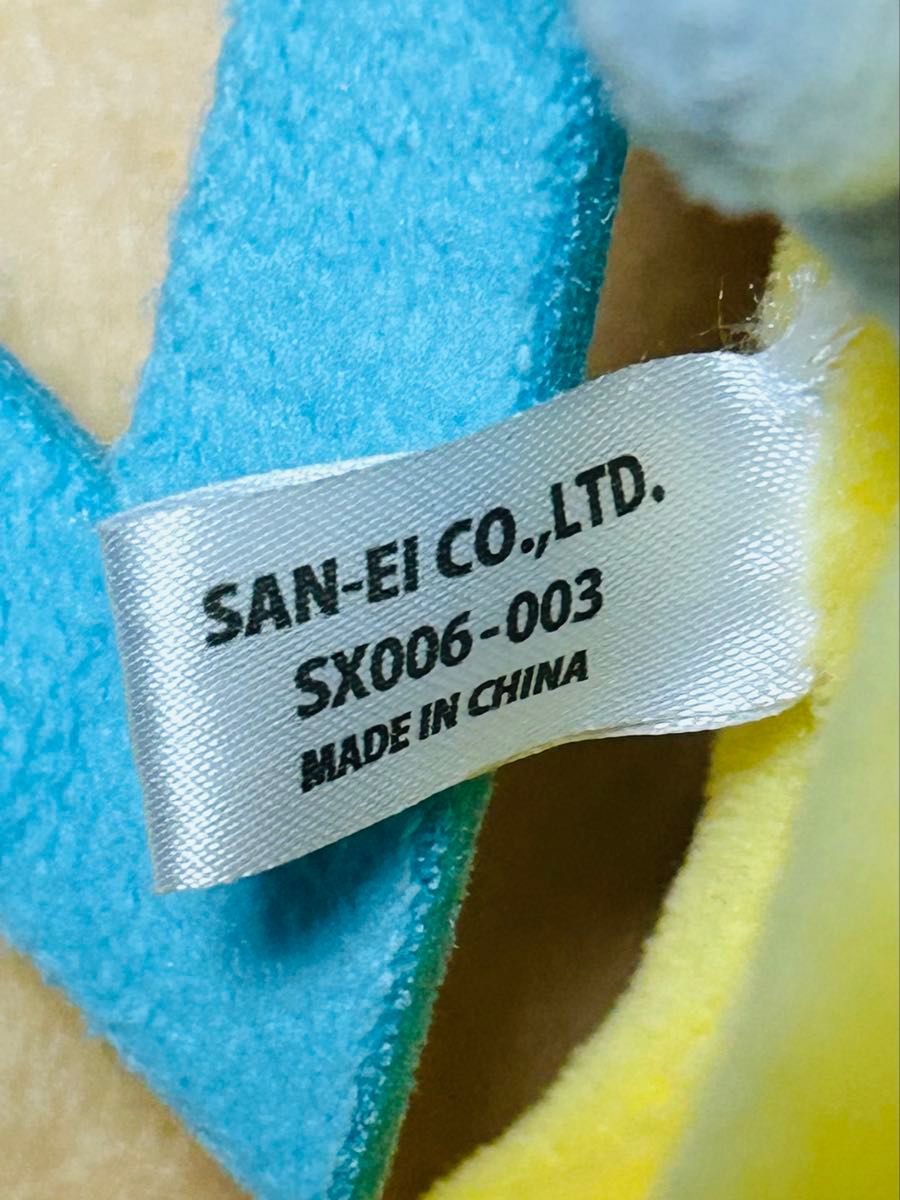 SAN-EI CO.,LTD.
SX006-003
MADE IN CHINA